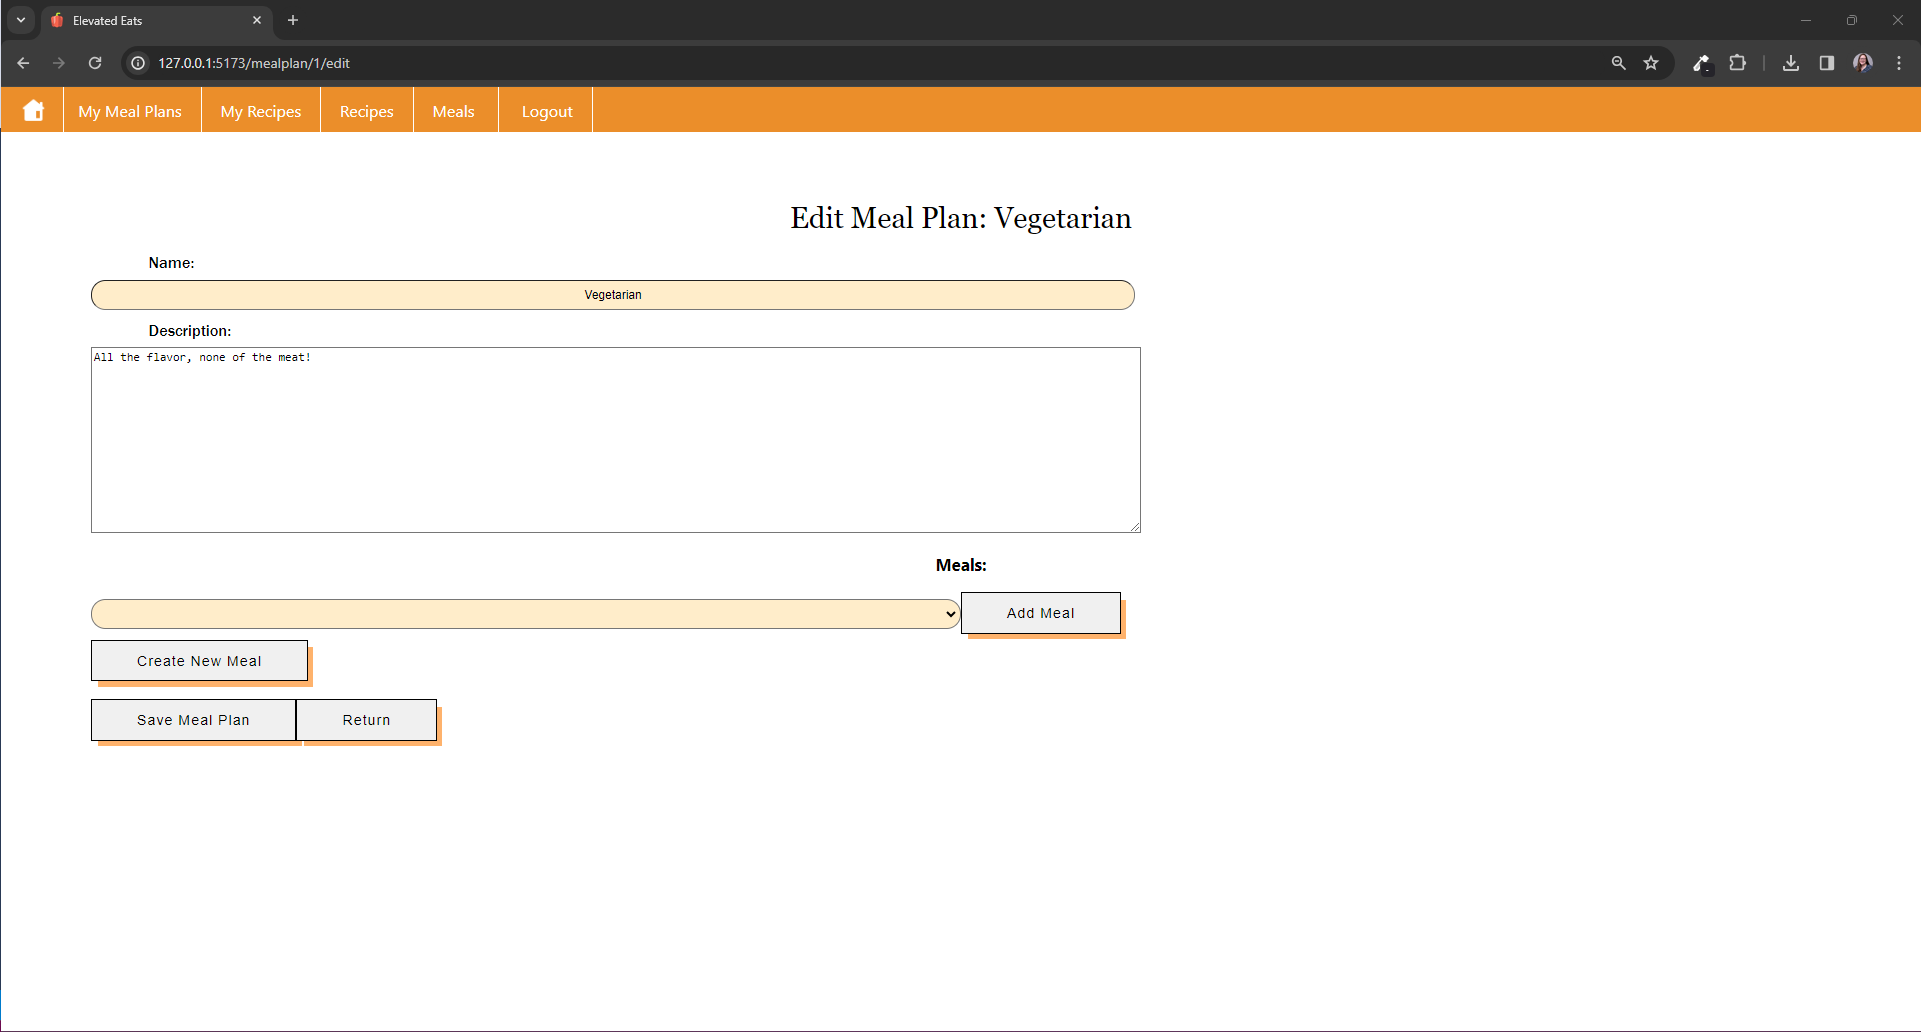 Elevated Eats
127.0.0.1:5173/mealplan/1/edit
My Meal Plans
My Recipes
Recipes
Meals
Logout
Edit Meal Plan: Vegetarian
Name:
Vegetarian
Description:
All the flavor, none of the meat!
Meals:
Add Meal
Create New Meal
Save Meal Plan
Return